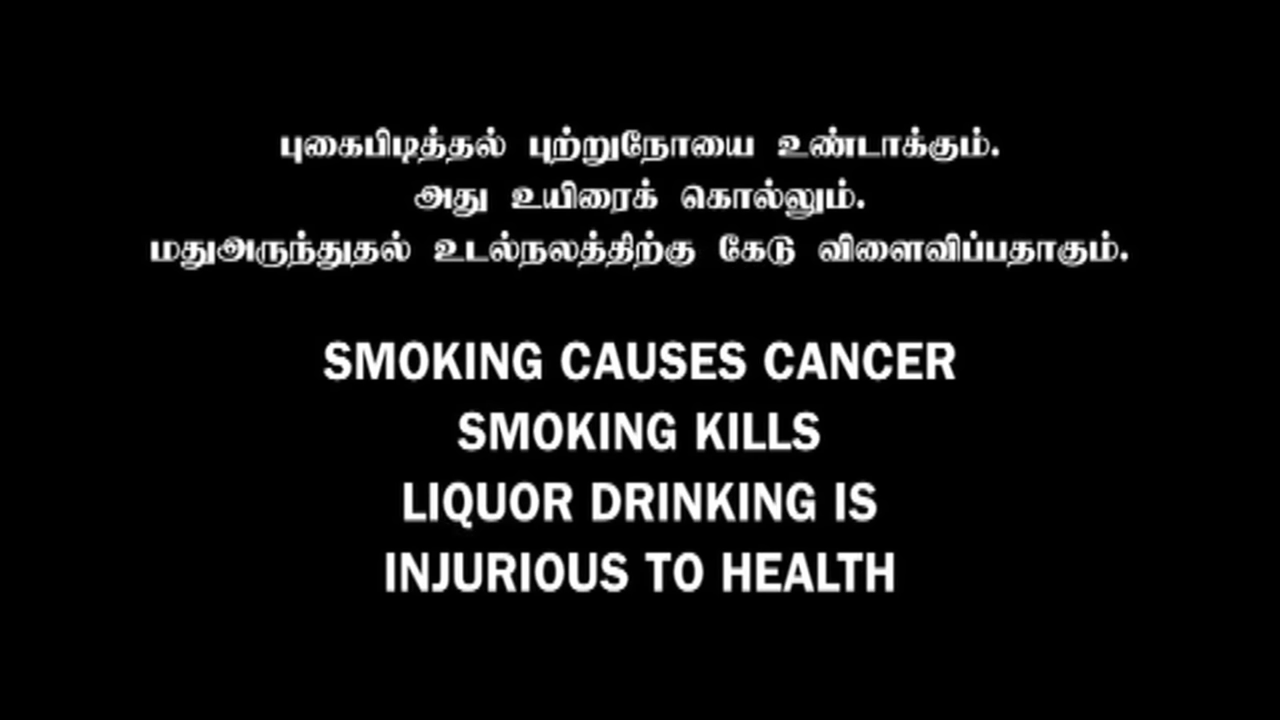 புகைபிடித்தல் புற்றுநோயை உண்டாக்கும்.
அது உயிரைக் கொல்லும்.
மதுஅருந்துதல் உடல்நலத்திற்கு கேடு விளைவிப்பதாகும்.
SMOKING CAUSES CANCER
SMOKING KILLS
LIQUOR DRINKING IS
INJURIOUS TO HEALTH